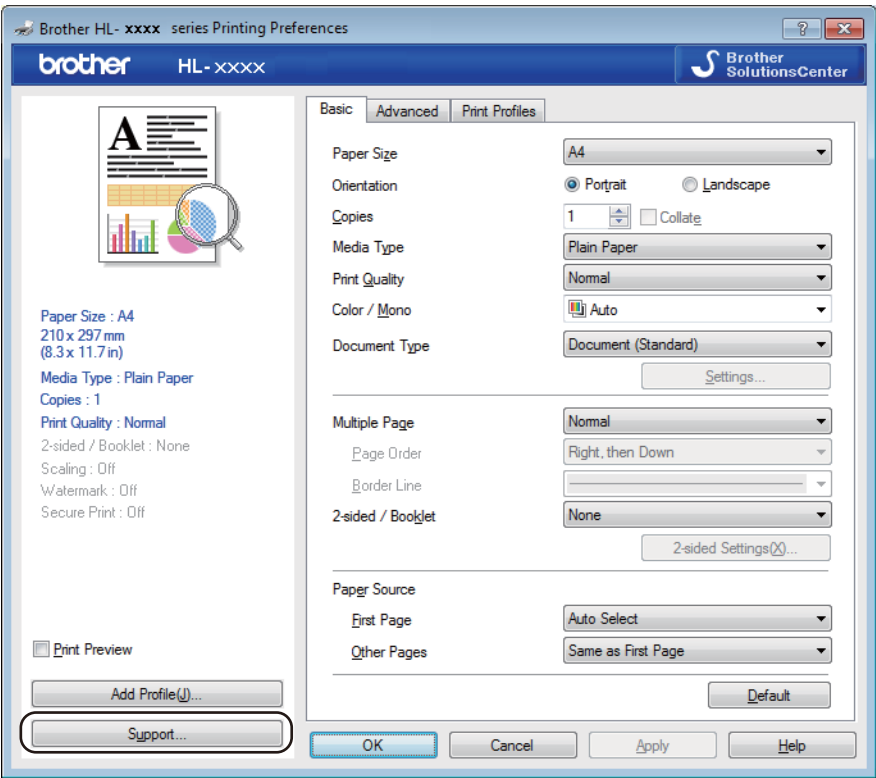 Brother HL- xxxx series Printing Preferences
brother HL-xxxx
Brother
SolutionsCenter
A
Paper Size : A4
210 x 297 mm
(8.3 x 11.7 in)
Media Type : Plain Paper
Copies : 1
Print Quality : Normal
2-sided / Booklet : None
Scaling : Off
Watermark : Off
Secure Print : Off
Print Preview
Add Profile(J)...
Support...
Basic Advanced Print Profiles
Paper Size A4
Orientation Portrait Landscape
Copies 1 Collate
Media Type Plain Paper
Print Quality Normal
Color / Mono Auto
Document Type Document (Standard)
Settings...
Multiple Page Normal
Page Order Right, then Down
Border Line
2-sided / Booklet None
2-sided Settings(X)...
Paper Source
First Page Auto Select
Other Pages Same as First Page
Default
OK Cancel Apply Help